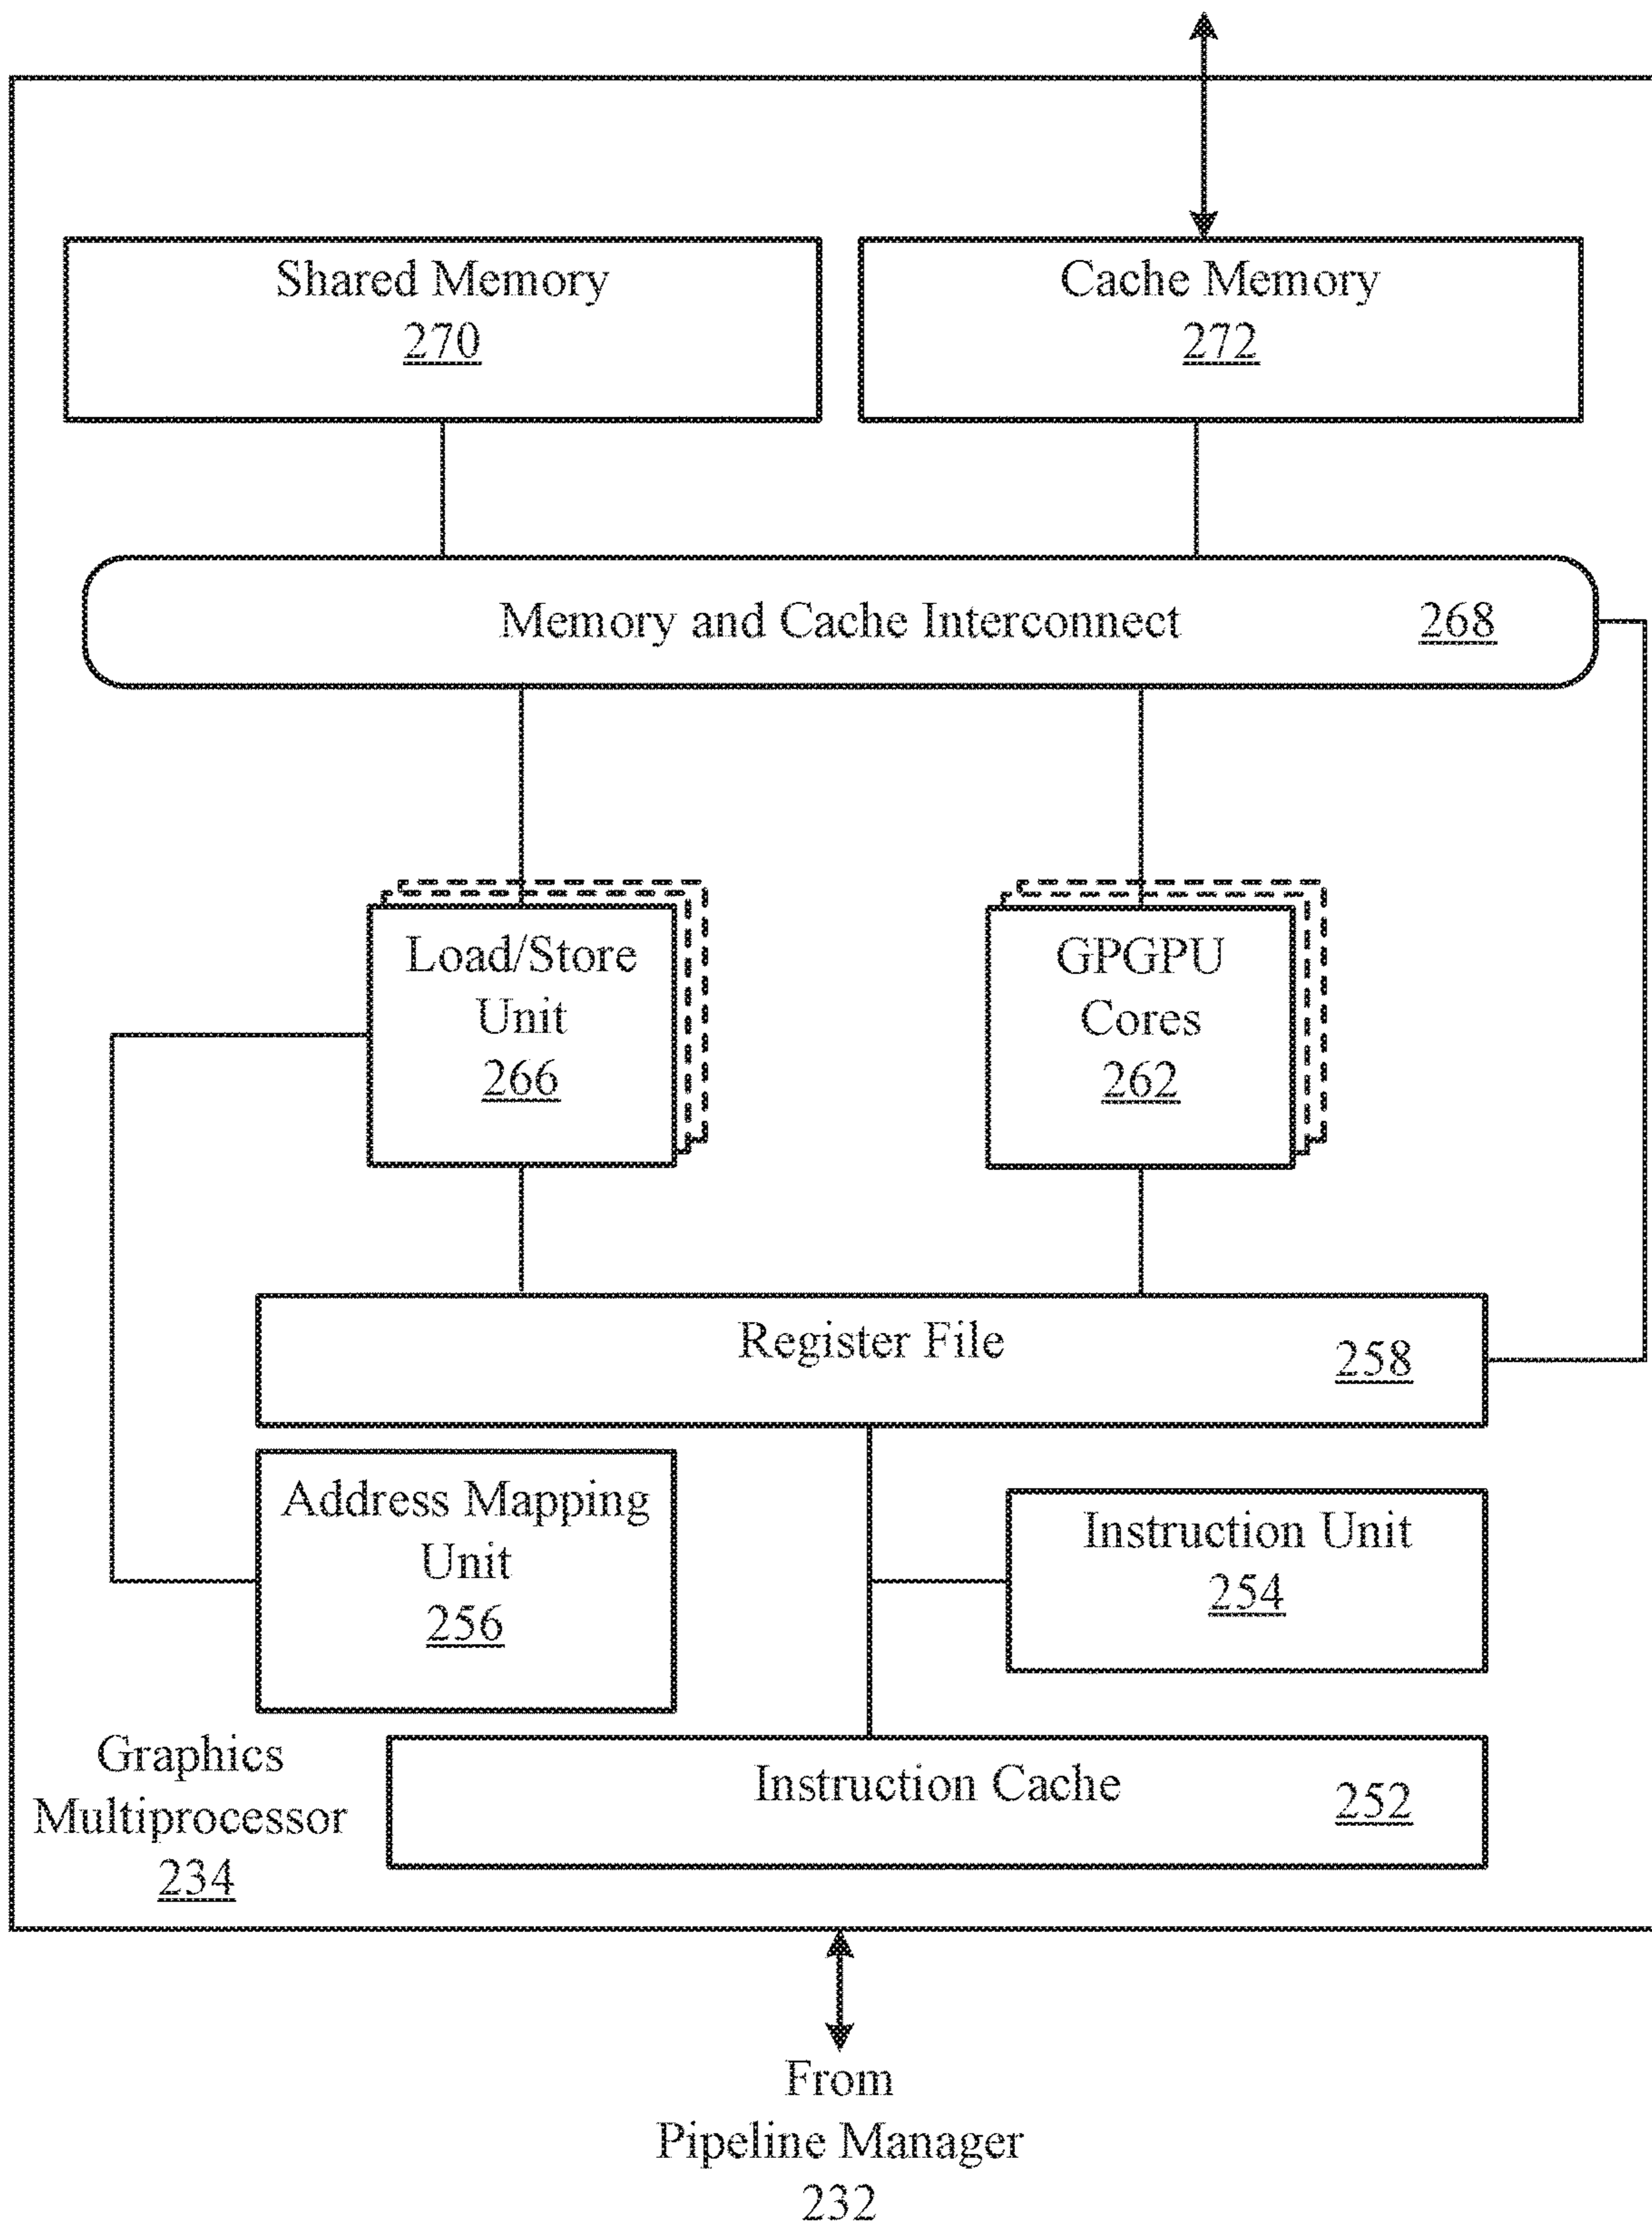 Shared Memory
270
Cache Memory
272
Memory and Cache Interconnect 268
Load/Store
Unit
266
GPGPU
Cores
262
Register File 258
Address Mapping
Unit
256
Instruction Unit
254
Graphics
Multiprocessor
234
Instruction Cache 252
From
Pipeline Manager
232